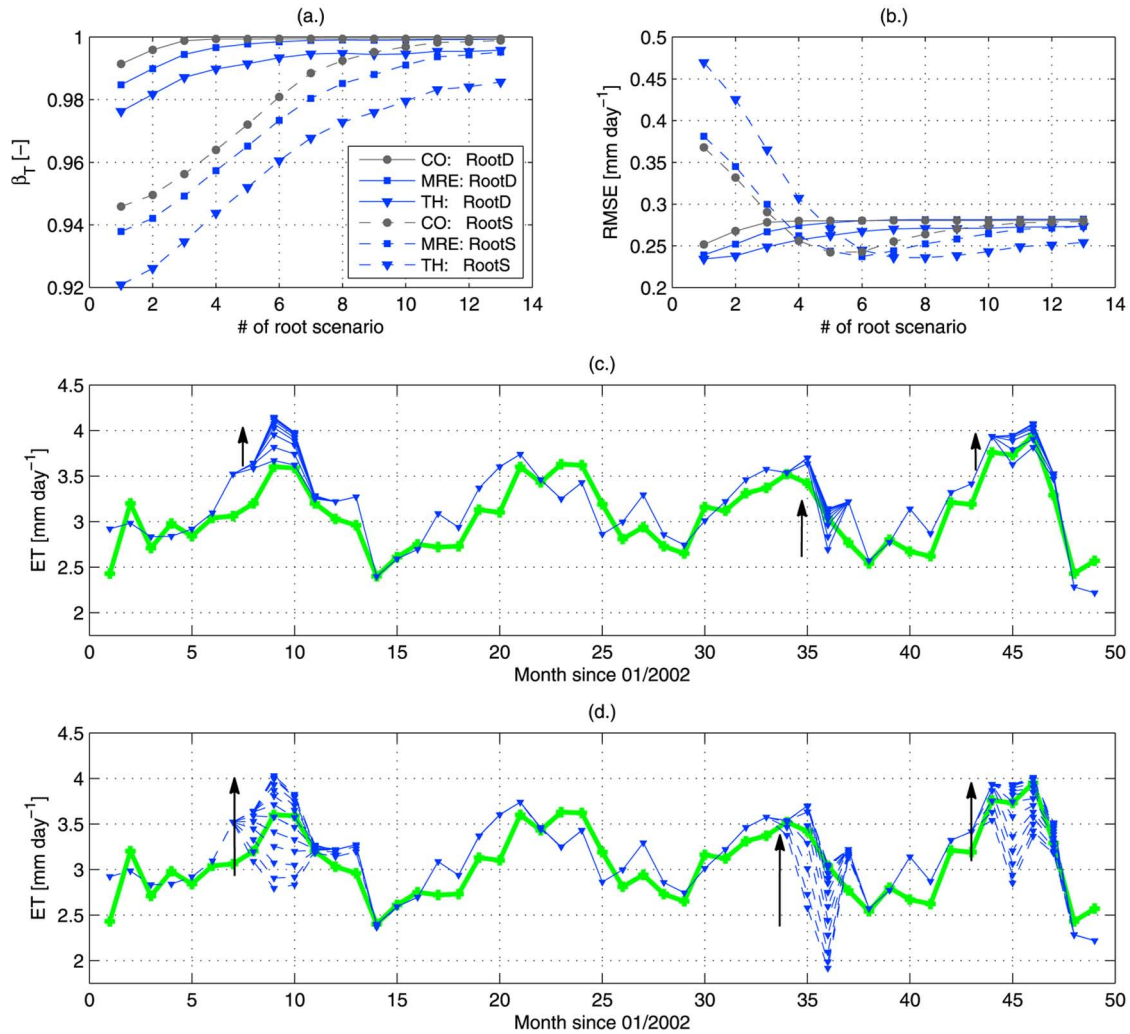 (a.)
1
0.98
0.96
0.94
0.92
β_T [-]
0 2 4 6 8 10 12 14
# of root scenario
CO: RootD
MRE: RootD
TH: RootD
CO: RootS
MRE: RootS
TH: RootS
(b.)
0.5
0.45
0.4
0.35
0.3
0.25
0.2
RMSE [mm day⁻¹]
0 2 4 6 8 10 12 14
# of root scenario
(c.)
4.5
4
3.5
3
2.5
2
ET [mm day⁻¹]
0 5 10 15 20 25 30 35 40 45 50
Month since 01/2002
(d.)
4.5
4
3.5
3
2.5
2
ET [mm day⁻¹]
0 5 10 15 20 25 30 35 40 45 50
Month since 01/2002